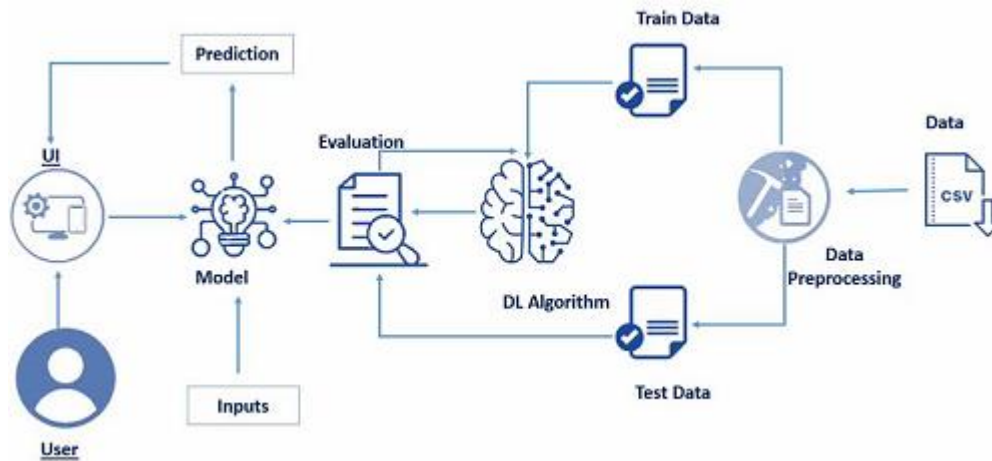 Train Data
Prediction
Data
Evaluation
UI
CSV
Model
DL Algorithm
Data
Preprocessing
Inputs
Test Data
User